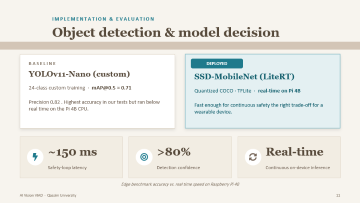 IMPLEMENTATION & EVALUATION
Object detection & model decision
BASELINE
YOLOv11-Nano (custom)
24-class custom training · mAP@0.5 ≈ 0.71
Precision 0.82 . Highest accuracy in our tests but ran below
real time on the Pi 4B CPU.
DEPLOYED
SSD-MobileNet (LiteRT)
Quantized COCO · TFLite · real-time on Pi 4B
Fast enough for continuous safety the right trade-off for a
wearable device.
~150 ms
Safety-loop latency
>80%
Detection confidence
Real-time
Continuous on-device inference
Edge benchmark accuracy vs. real-time speed on Raspberry Pi 4B
University
21